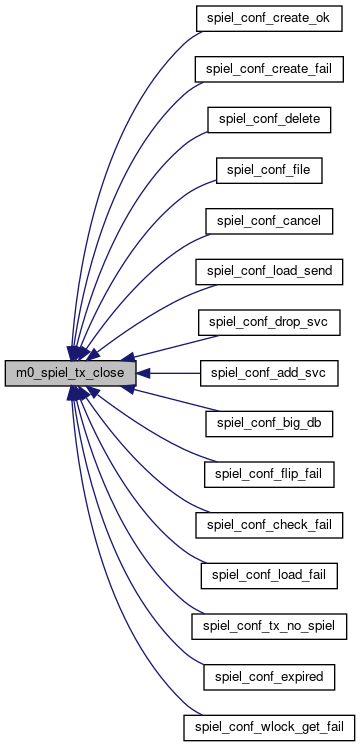 spiel_conf_create_ok
spiel_conf_create_fail
spiel_conf_delete
spiel_conf_file
spiel_conf_cancel
spiel_conf_load_send
spiel_conf_drop_svc
m0_spiel_tx_close
spiel_conf_add_svc
spiel_conf_big_db
spiel_conf_flip_fail
spiel_conf_check_fail
spiel_conf_load_fail
spiel_conf_tx_no_spiel
spiel_conf_expired
spiel_conf_wlock_get_fail